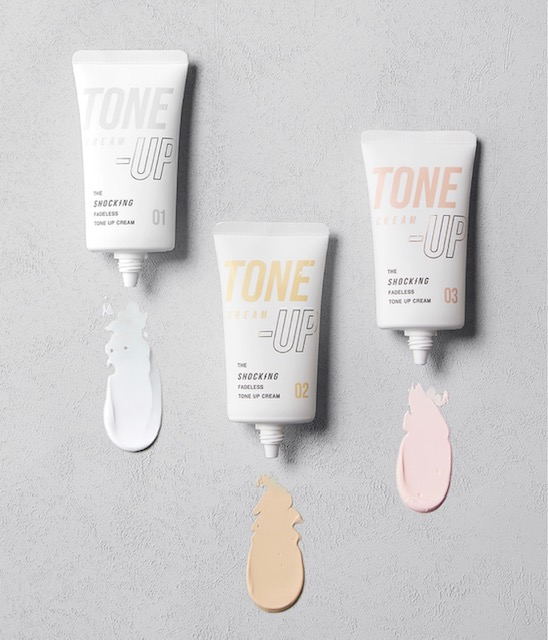 TONE
CREAM
-UP
THE
SHOCKING
FADELESS
TONE UP CREAM
01
TONE
CREAM
-UP
THE
SHOCKING
FADELESS
TONE UP CREAM
02
TONE
CREAM
-UP
THE
SHOCKING
FADELESS
TONE UP CREAM
03